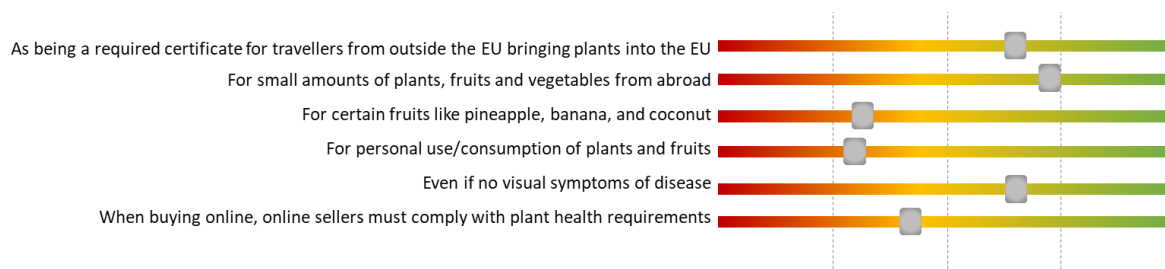 As being a required certificate for travellers from outside the EU bringing plants into the EU
For small amounts of plants, fruits and vegetables from abroad
For certain fruits like pineapple, banana, and coconut
For personal use/consumption of plants and fruits
Even if no visual symptoms of disease
When buying online, online sellers must comply with plant health requirements